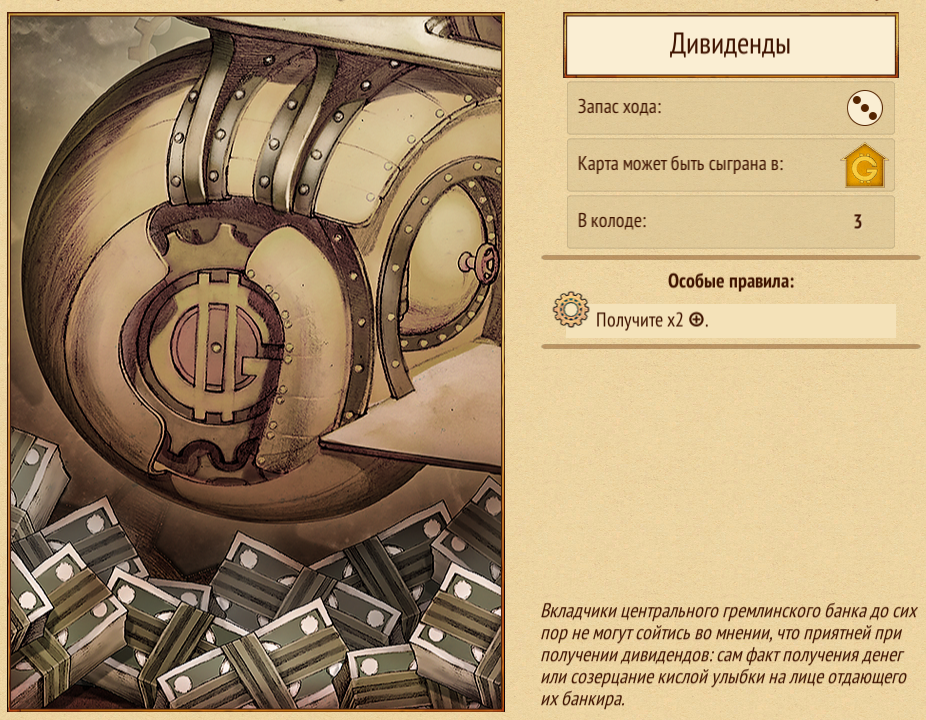 Дивиденды
Запас хода:
Карта может быть сыграна в:
G
В колоде: 3
Особые правила:
Получите x2 ⊕.
Вкладчики центрального гремлинского банка до сих
пор не могут сойтись во мнении, что приятней при
получении дивидендов: сам факт получения денег
или созерцание кислой улыбки на лице отдающего
их банкира.